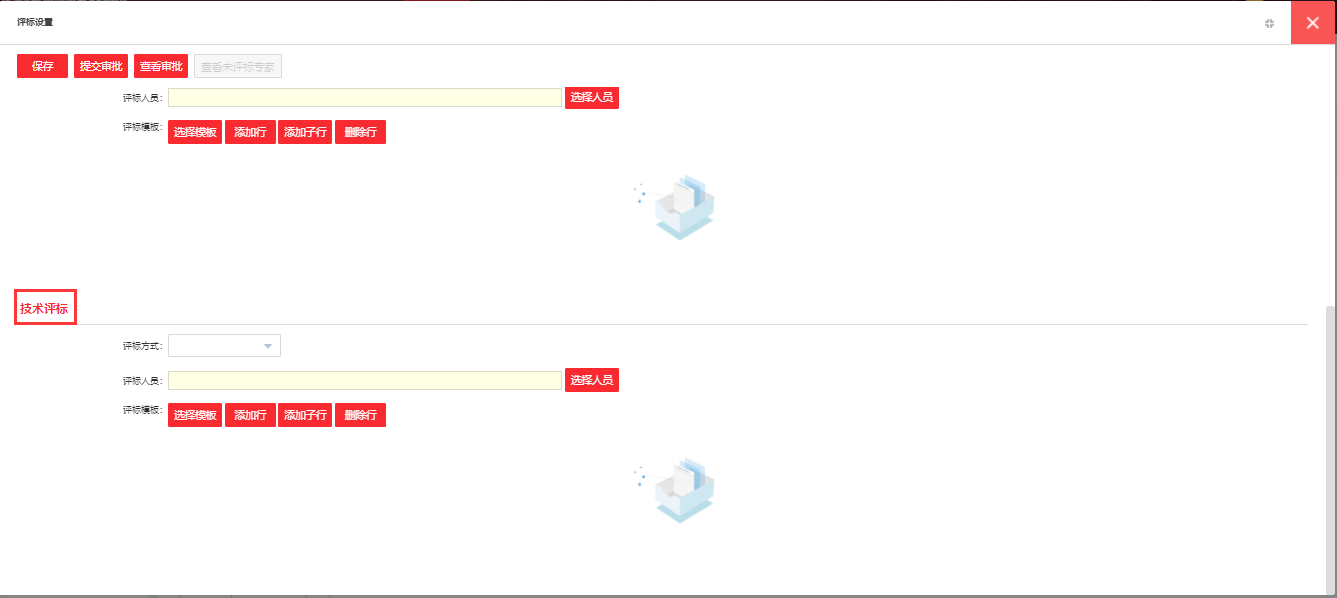 评标设置
保存 提交审批 查看审批 查看未评标专家
评标人员： 选择人员
评标模板： 选择模板 添加行 添加子行 删除行
技术评标
评标方式：
评标人员： 选择人员
评标模板： 选择模板 添加行 添加子行 删除行